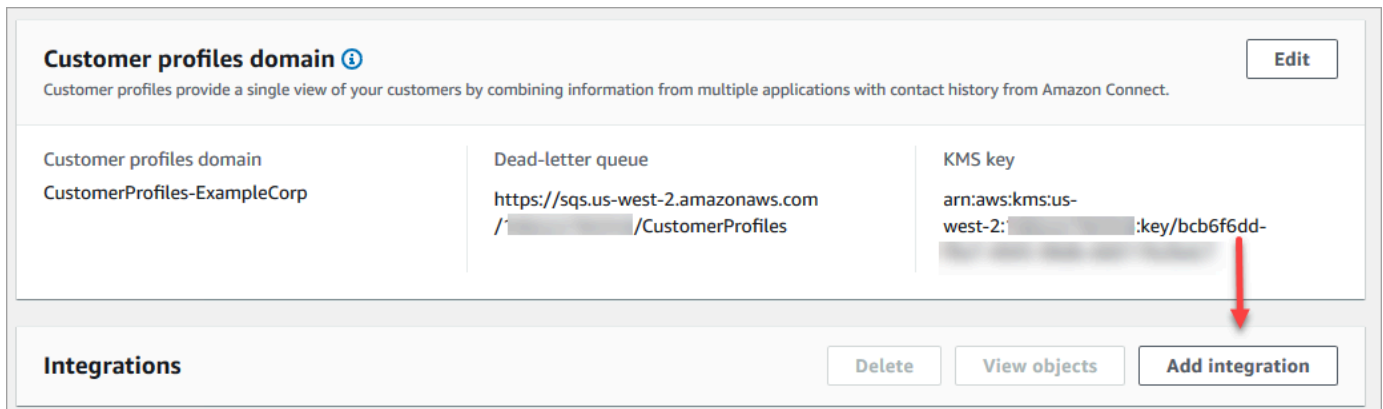 Customer profiles domain
Edit
Customer profiles provide a single view of your customers by combining information from multiple applications with contact history from Amazon Connect.
Customer profiles domain
CustomerProfiles-ExampleCorp
Dead-letter queue
https://sqs.us-west-2.amazonaws.com
/ /CustomerProfiles
KMS key
arn:aws:kms:us-
west-2: :key/bcb6f6dd-
Integrations
Delete
View objects
Add integration